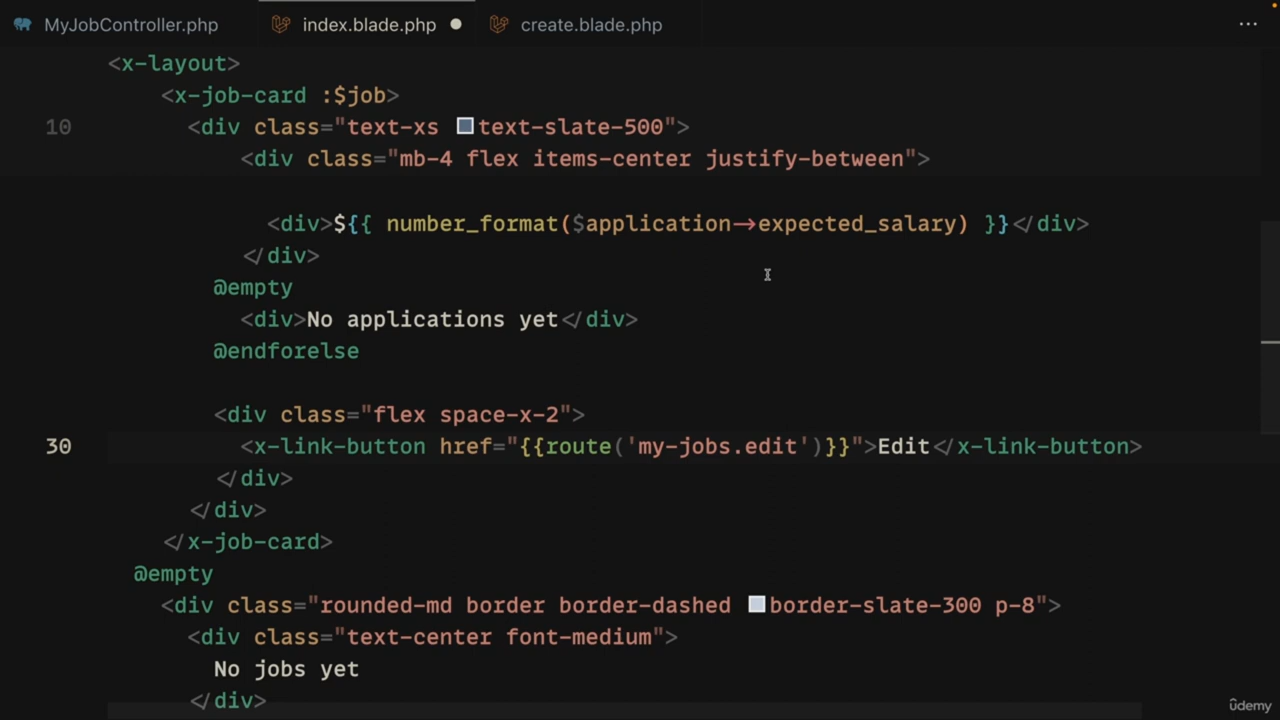 MyJobController.php index.blade.php create.blade.php
<x-layout>
<x-job-card :$job>
10 <div class="text-xs text-slate-500">
<div class="mb-4 flex items-center justify-between">
<div>${{ number_format($application->expected_salary) }}</div>
</div>
@empty
<div>No applications yet</div>
@endforelse
<div class="flex space-x-2">
30 <x-link-button href="{{route('my-jobs.edit')}}">Edit</x-link-button>
</div>
</div>
</x-job-card>
@empty
<div class="rounded-md border border-dashed border-slate-300 p-8">
<div class="text-center font-medium">
No jobs yet
</div>
ûdemy